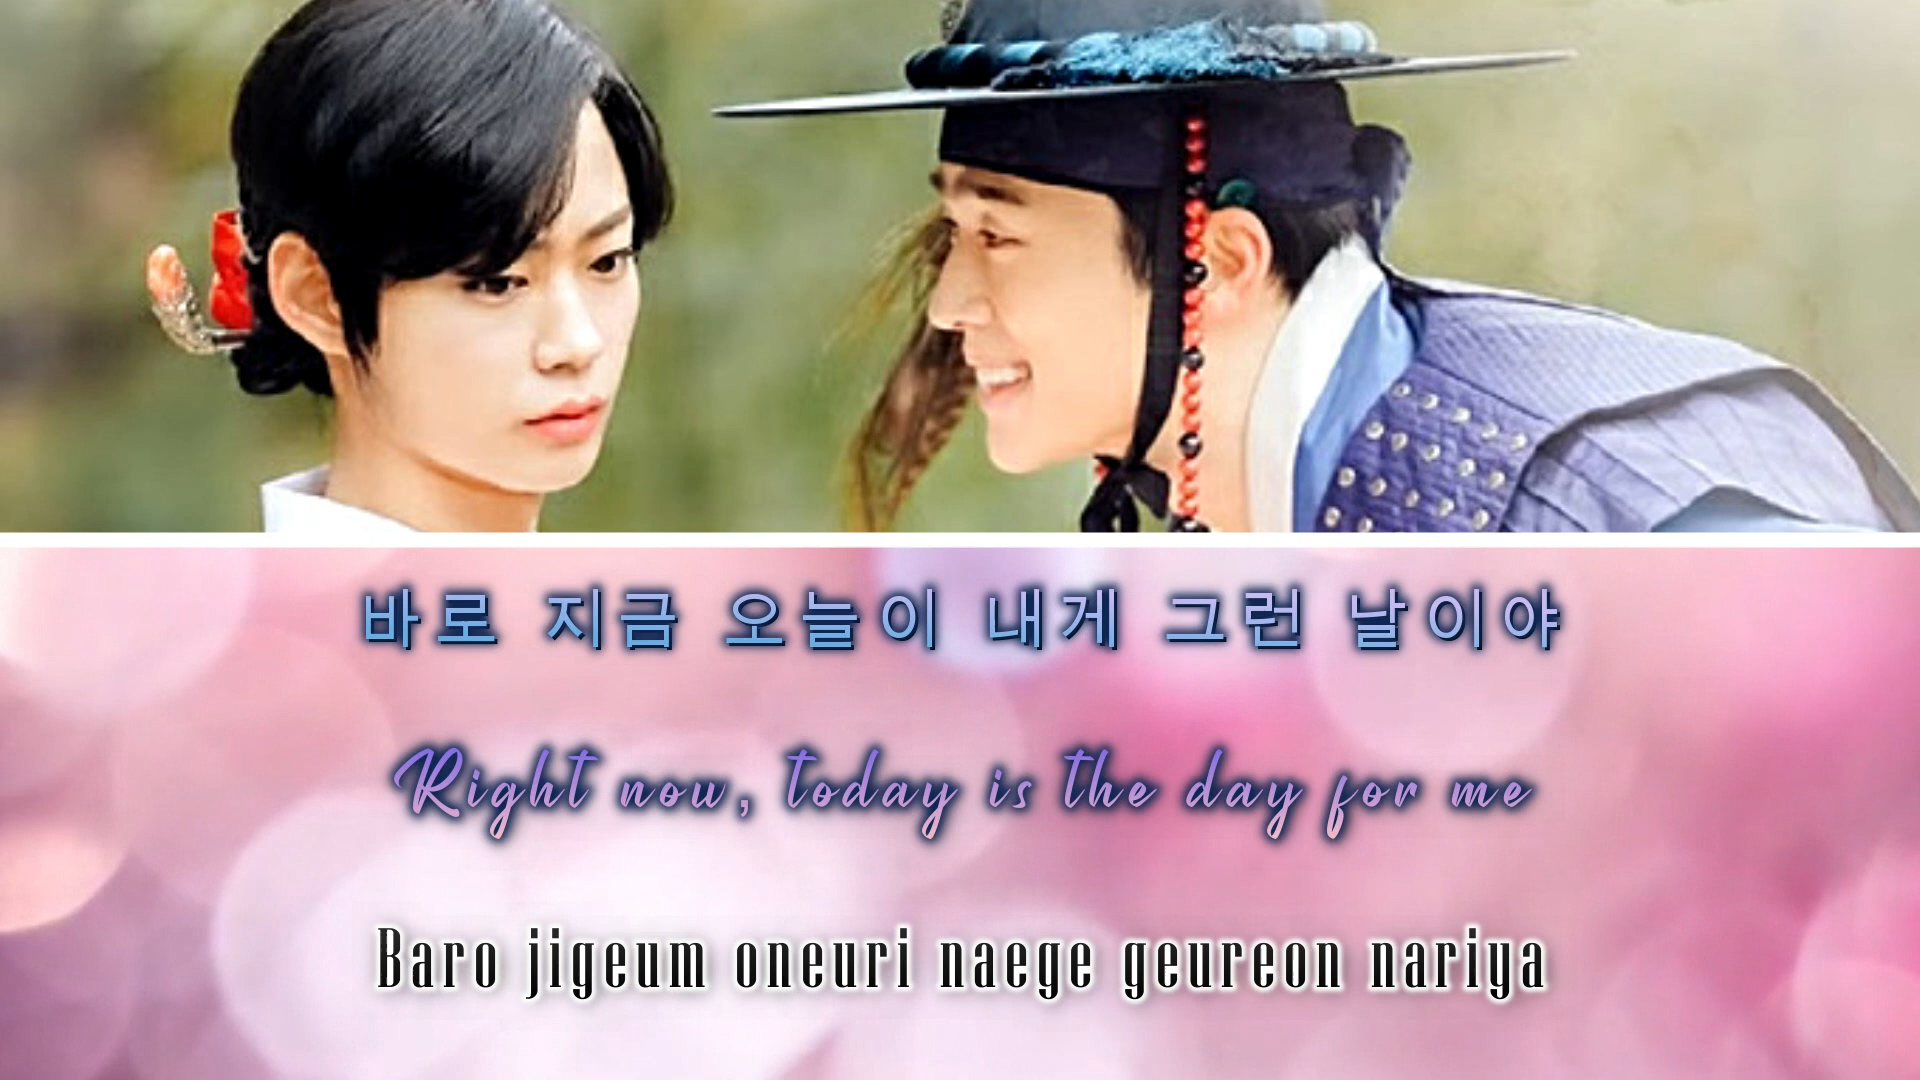 바로 지금 오늘이 내게 그런 날이야
Right now, today is the day for me
Baro jigeum oneuri naege geureon nariya